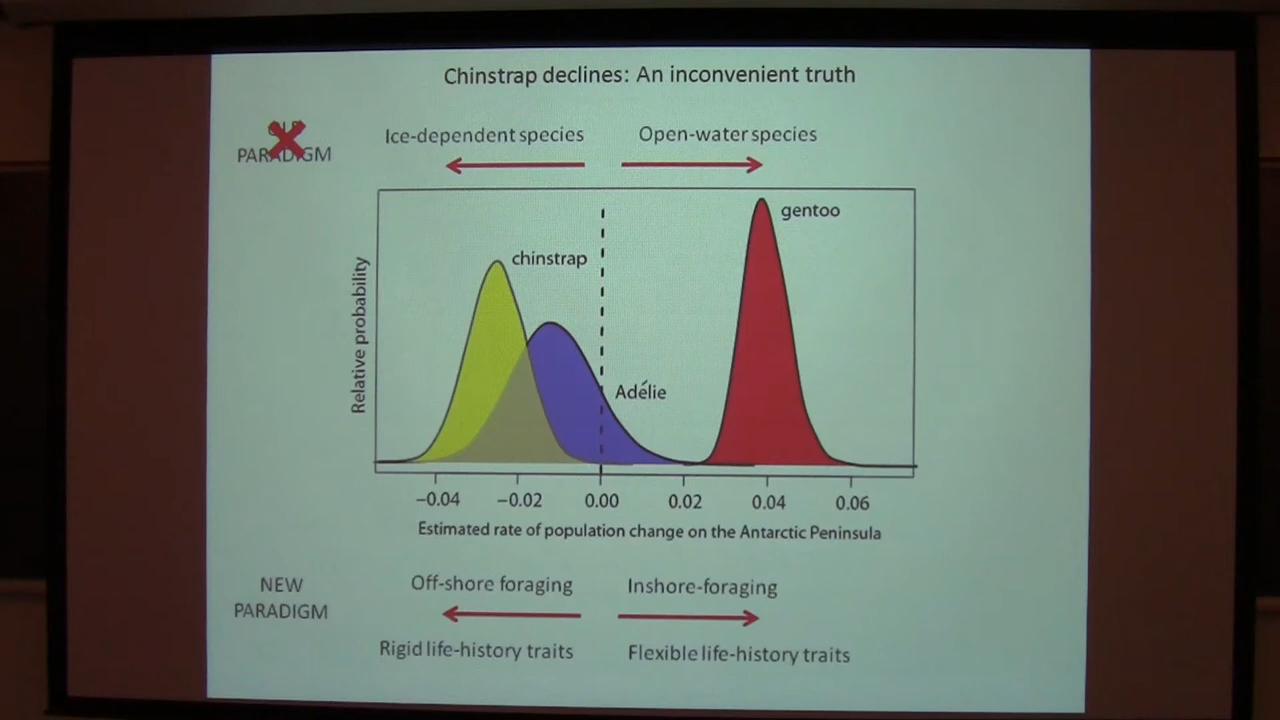 Chinstrap declines: An inconvenient truth
PARADIGM
Ice-dependent species
Open-water species
gentoo
chinstrap
Adélie
Relative probability
−0.04 −0.02 0.00 0.02 0.04 0.06
Estimated rate of population change on the Antarctic Peninsula
NEW
PARADIGM
Off-shore foraging
Inshore-foraging
Rigid life-history traits
Flexible life-history traits